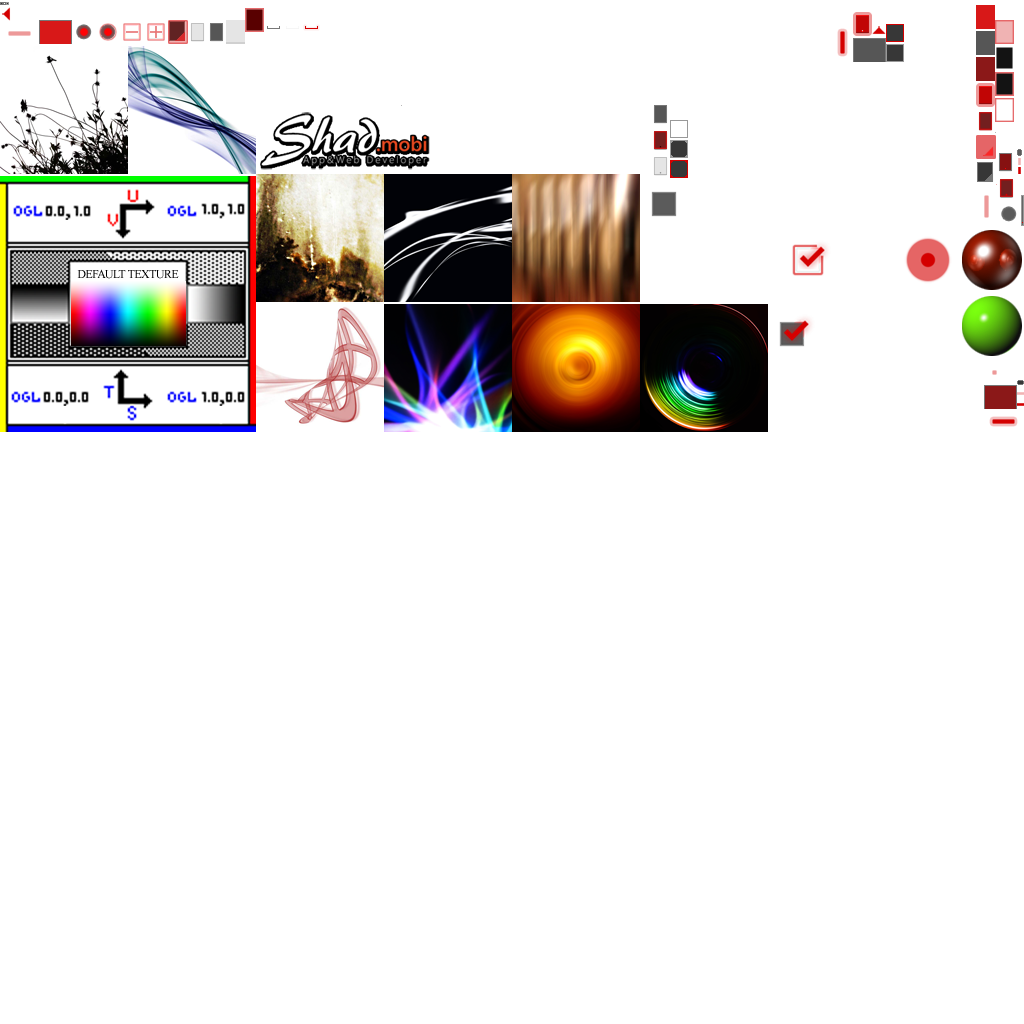 Shad.mobi
App&Web Developer
OGL 0.0, 1.0
U
V
OGL 1.0, 1.0
DEFAULT TEXTURE
OGL 0.0, 0.0
T
S
OGL 1.0, 0.0